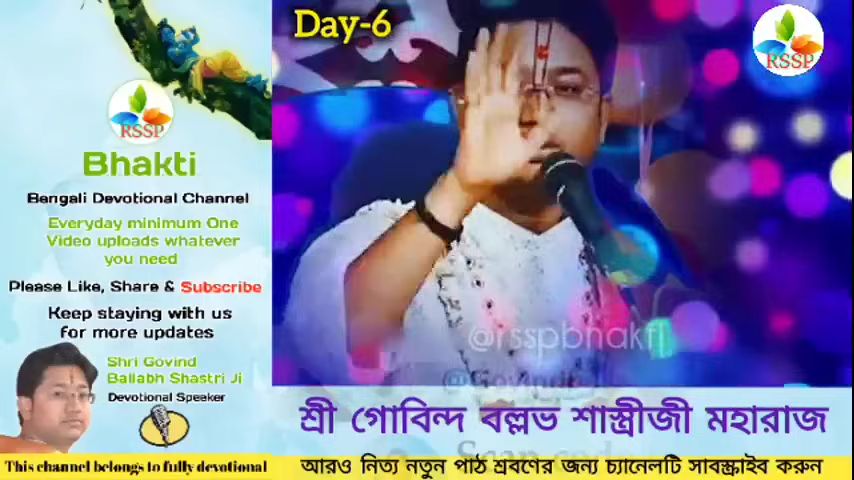 Day-6
RSSP
RSSP
Bhakti
Bengali Devotional Channel
Everyday minimum One
Video uploads whatever
you need
Please Like, Share & Subscribe
Keep staying with us
for more updates
Shri Govind
Ballabh Shastri Ji
Devotional Speaker
@rsspbhakti
শ্রী গোবিন্দ বল্লভ শাস্ত্রীজী মহারাজ
This channel belongs to fully devotional
আরও নিত্য নতুন পাঠ শ্রবণের জন্য চ্যানেলটি সাবস্ক্রাইব করুন